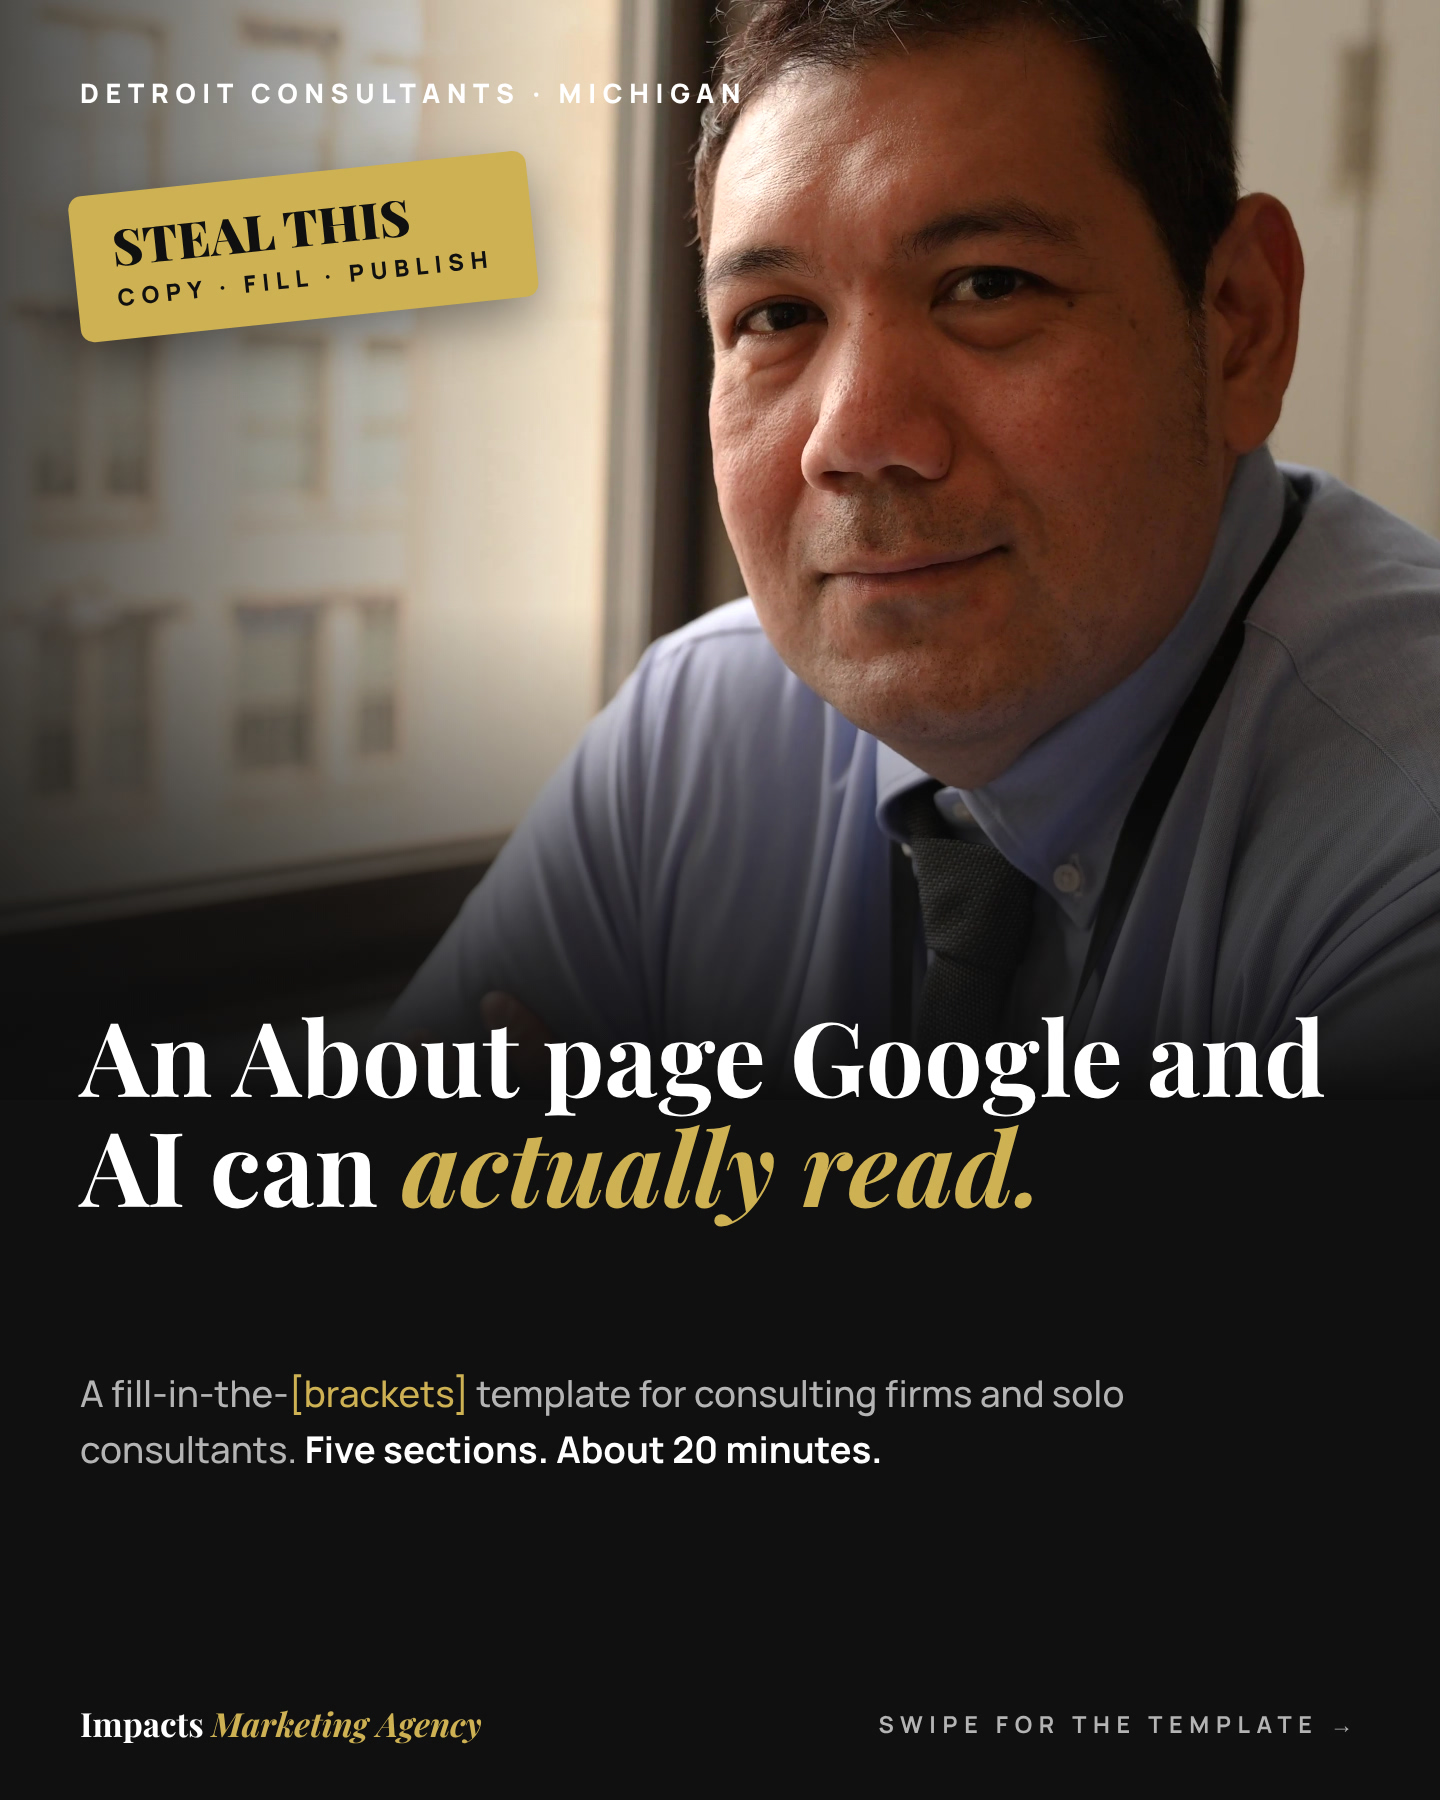 DETROIT CONSULTANTS · MICHIGAN
STEAL THIS
COPY · FILL · PUBLISH
An About page Google and
AI can actually read.
A fill-in-the-[brackets] template for consulting firms and solo
consultants. Five sections. About 20 minutes.
Impacts Marketing Agency
SWIPE FOR THE TEMPLATE →